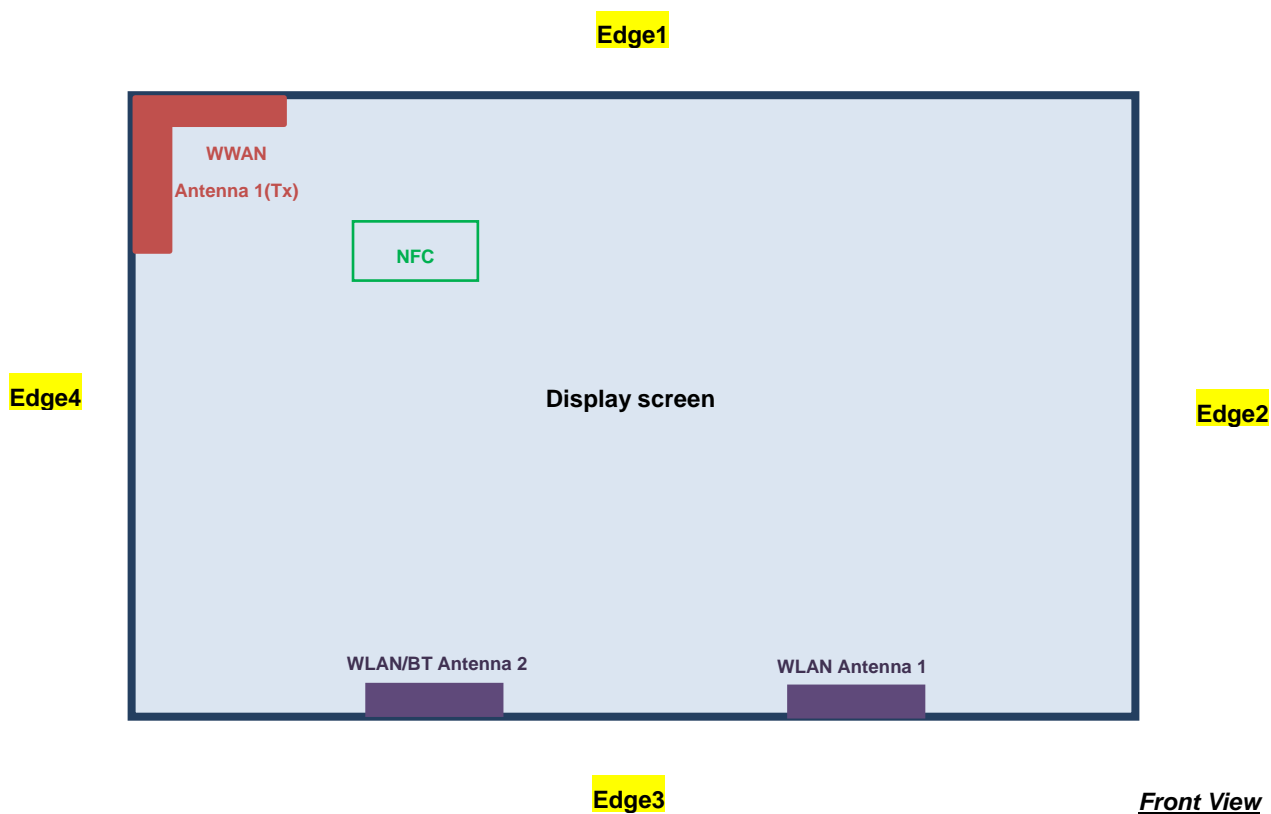 Edge1
WWAN
Antenna 1(Tx)
NFC
Edge4
Display screen
Edge2
WLAN/BT Antenna 2
WLAN Antenna 1
Edge3
Front View